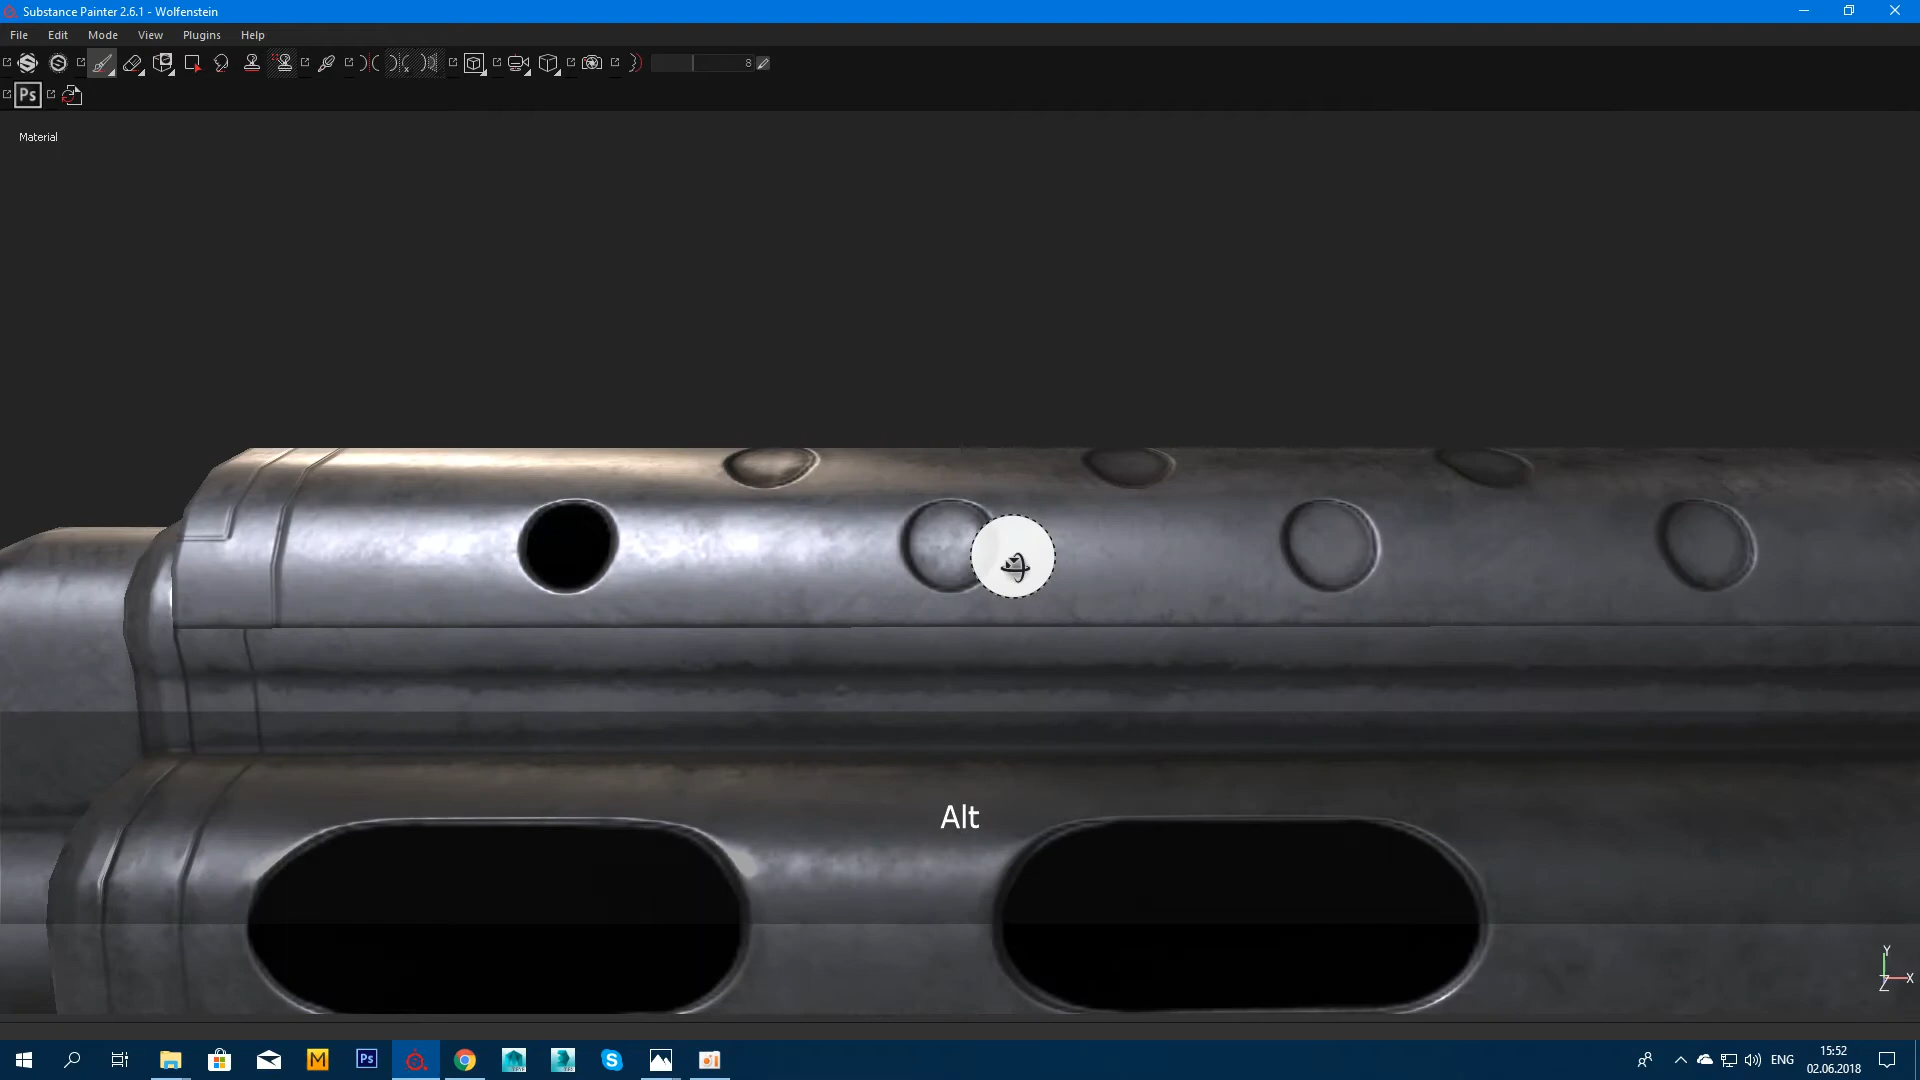 Substance Painter 2.6.1 - Wolfenstein
File Edit Mode View Plugins Help
8
Ps
Material
Alt
Y
X
Z
M
Ps
ENG
15:52
02.06.2018